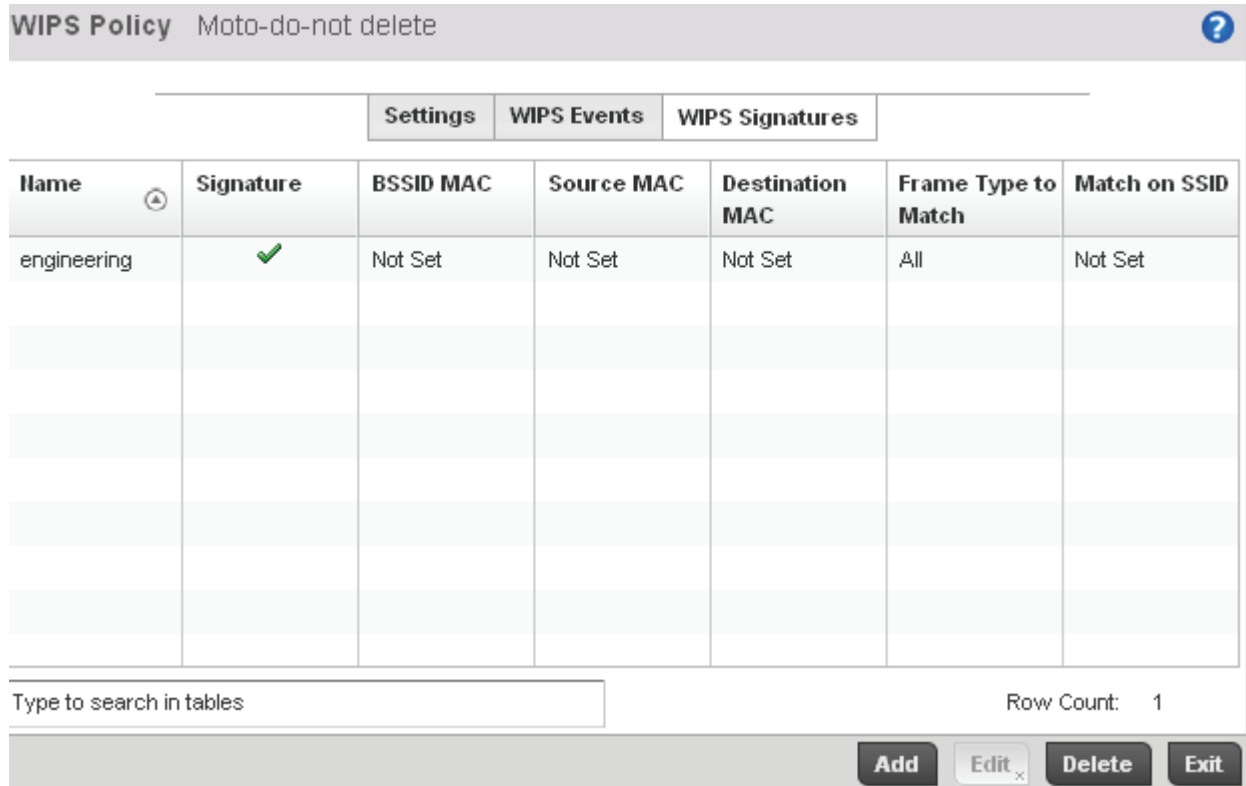 WIPS Policy Moto-do-not delete
Settings WIPS Events WIPS Signatures
Name Signature BSSID MAC Source MAC Destination MAC Frame Type to Match Match on SSID
engineering Not Set Not Set Not Set All Not Set
Type to search in tables Row Count: 1
Add Edit Delete Exit